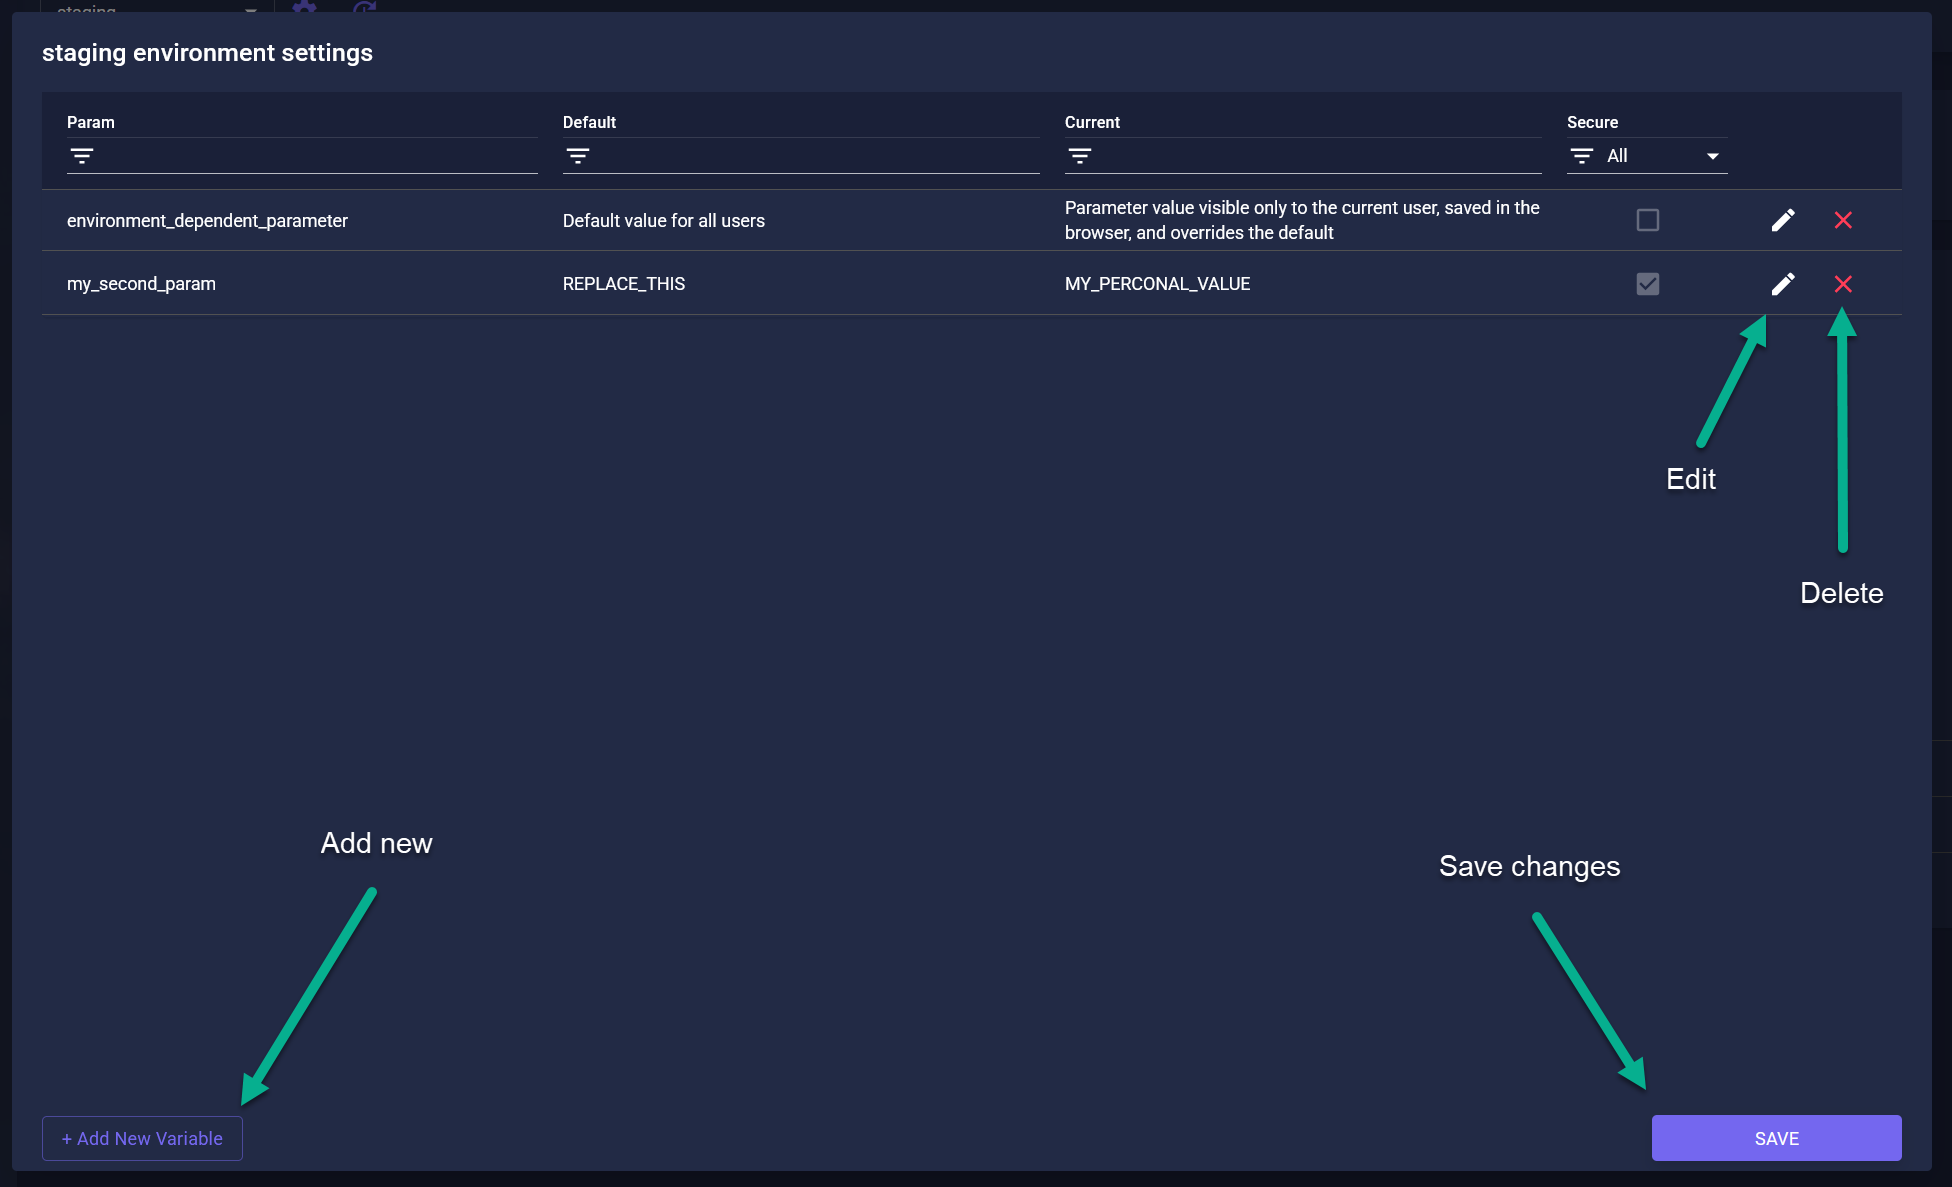 staging
staging environment settings
Param Default Current Secure
All
environment_dependent_parameter Default value for all users Parameter value visible only to the current user, saved in the
browser, and overrides the default
my_second_param REPLACE_THIS MY_PERCONAL_VALUE
Edit
Delete
Add new
Save changes
+ Add New Variable
SAVE